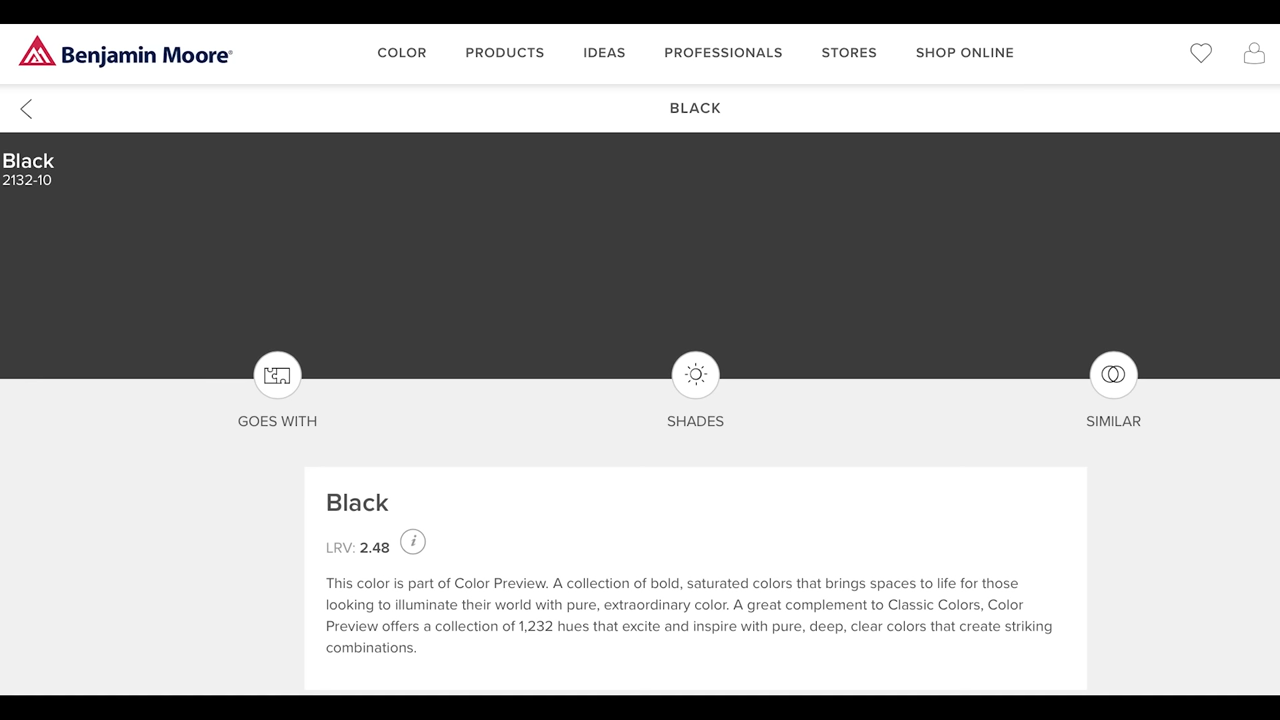 Benjamin Moore®
COLOR PRODUCTS IDEAS PROFESSIONALS STORES SHOP ONLINE
BLACK
Black
2132-10
GOES WITH SHADES SIMILAR
Black
LRV: 2.48 i
This color is part of Color Preview. A collection of bold, saturated colors that brings spaces to life for those
looking to illuminate their world with pure, extraordinary color. A great complement to Classic Colors, Color
Preview offers a collection of 1,232 hues that excite and inspire with pure, deep, clear colors that create striking
combinations.